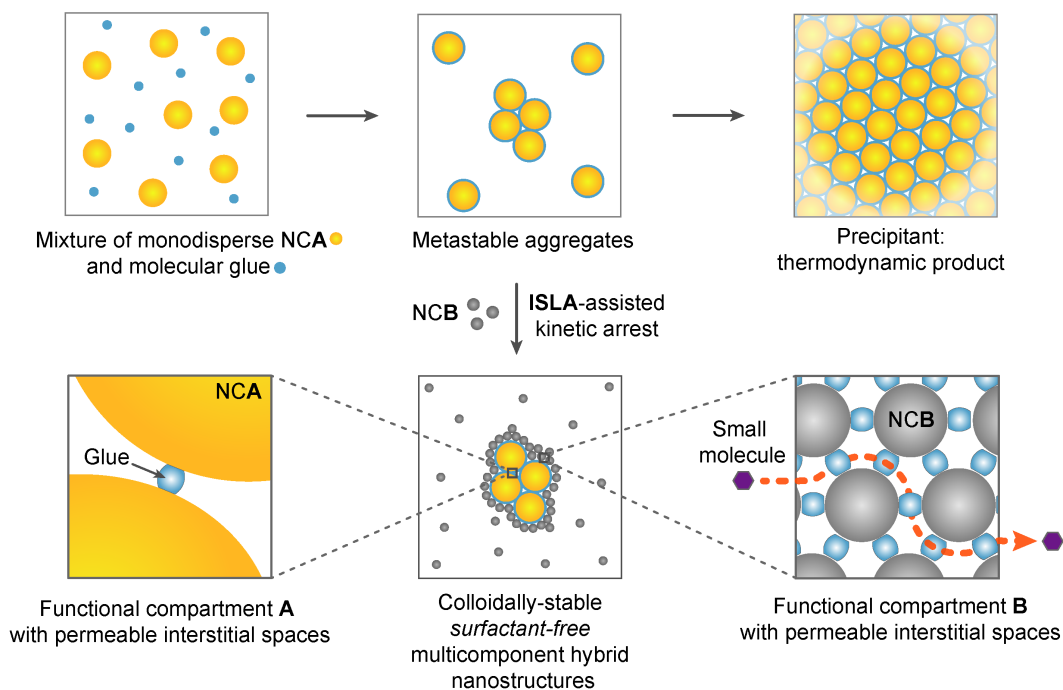 Mixture of monodisperse NCA
and molecular glue
Metastable aggregates
Precipitant:
thermodynamic product
NCB
ISLA-assisted
kinetic arrest
NCA
Glue
NCB
Small
molecule
Functional compartment A
with permeable interstitial spaces
Colloidally-stable
surfactant-free
multicomponent hybrid
nanostructures
Functional compartment B
with permeable interstitial spaces